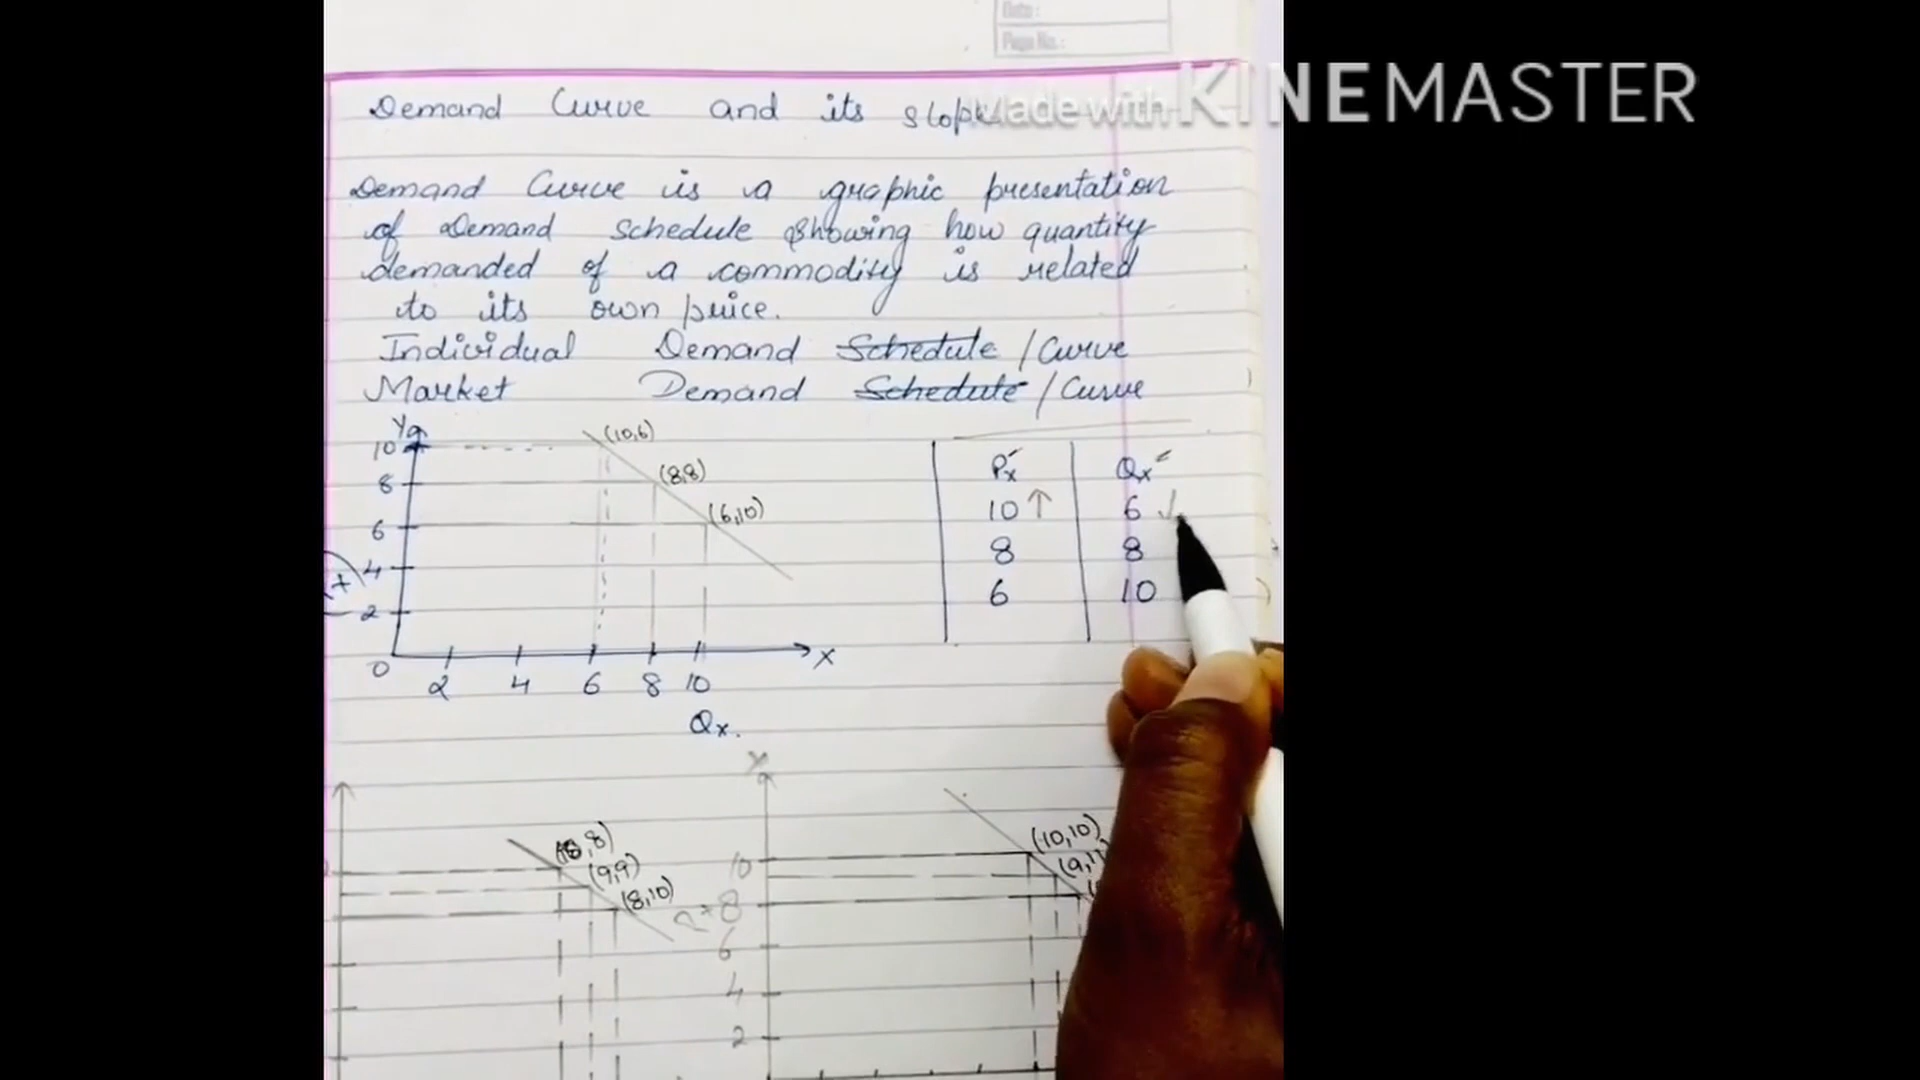 Date :
Page No. :
Made with KINEMASTER
Demand Curve and its slope
Demand Curve is a graphic presentation
of Demand schedule showing how quantity
demanded of a commodity is related
to its own price.
Individual Demand Schedule / Curve
Market Demand Schedule / Curve
Y
10 (10,6)
8 (8,8)
6 (6,10)
4
2
0 2 4 6 8 10 X
Qx.
Px Qx
10 ↑ 6 ↓
8 8
6 10
(+)
,8)
(9,9)
(8,10)
Y
10 (10,10)
8
6
4
2